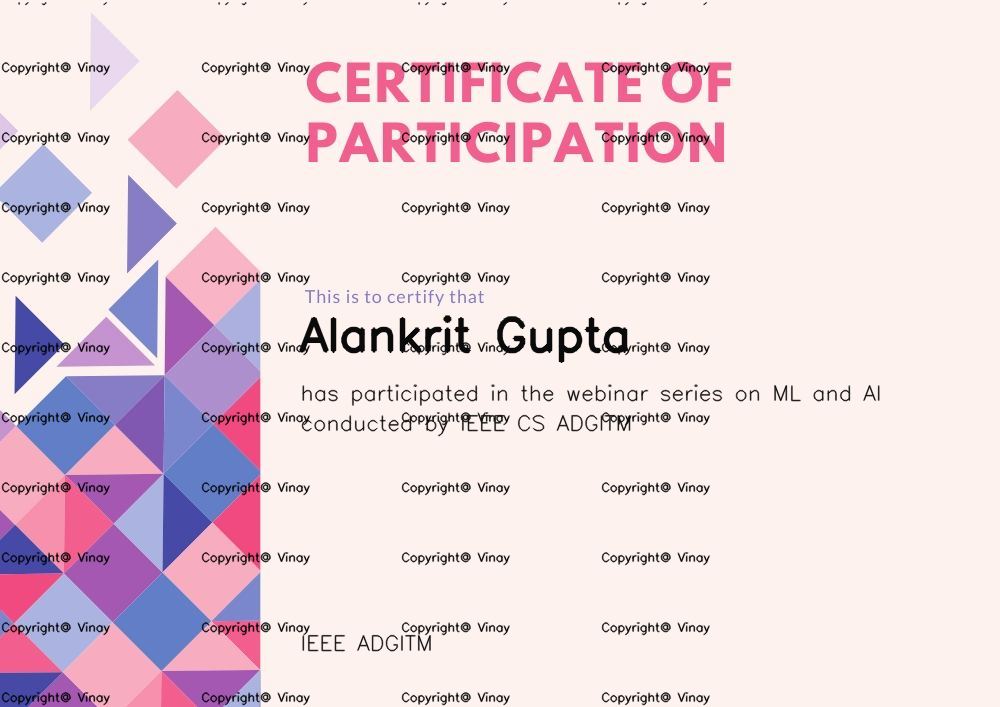 Copyright@ Vinay Copyright@ Vinay Copyright@ Vinay Copyright@ Vinay
CERTIFICATE OF
Copyright@ Vinay Copyright@ Vinay Copyright@ Vinay Copyright@ Vinay
PARTICIPATION
Copyright@ Vinay Copyright@ Vinay Copyright@ Vinay Copyright@ Vinay
Copyright@ Vinay Copyright@ Vinay Copyright@ Vinay Copyright@ Vinay
This is to certify that
Alankrit Gupta
Copyright@ Vinay Copyright@ Vinay Copyright@ Vinay Copyright@ Vinay
has participated in the webinar series on ML and AI
Copyright@ Vinay Copyright@ Vinay Copyright@ Vinay Copyright@ Vinay
conducted by IEEE CS ADGITM
Copyright@ Vinay Copyright@ Vinay Copyright@ Vinay Copyright@ Vinay
Copyright@ Vinay Copyright@ Vinay Copyright@ Vinay Copyright@ Vinay
Copyright@ Vinay Copyright@ Vinay Copyright@ Vinay Copyright@ Vinay
IEEE ADGITM
Copyright@ Vinay Copyright@ Vinay Copyright@ Vinay Copyright@ Vinay